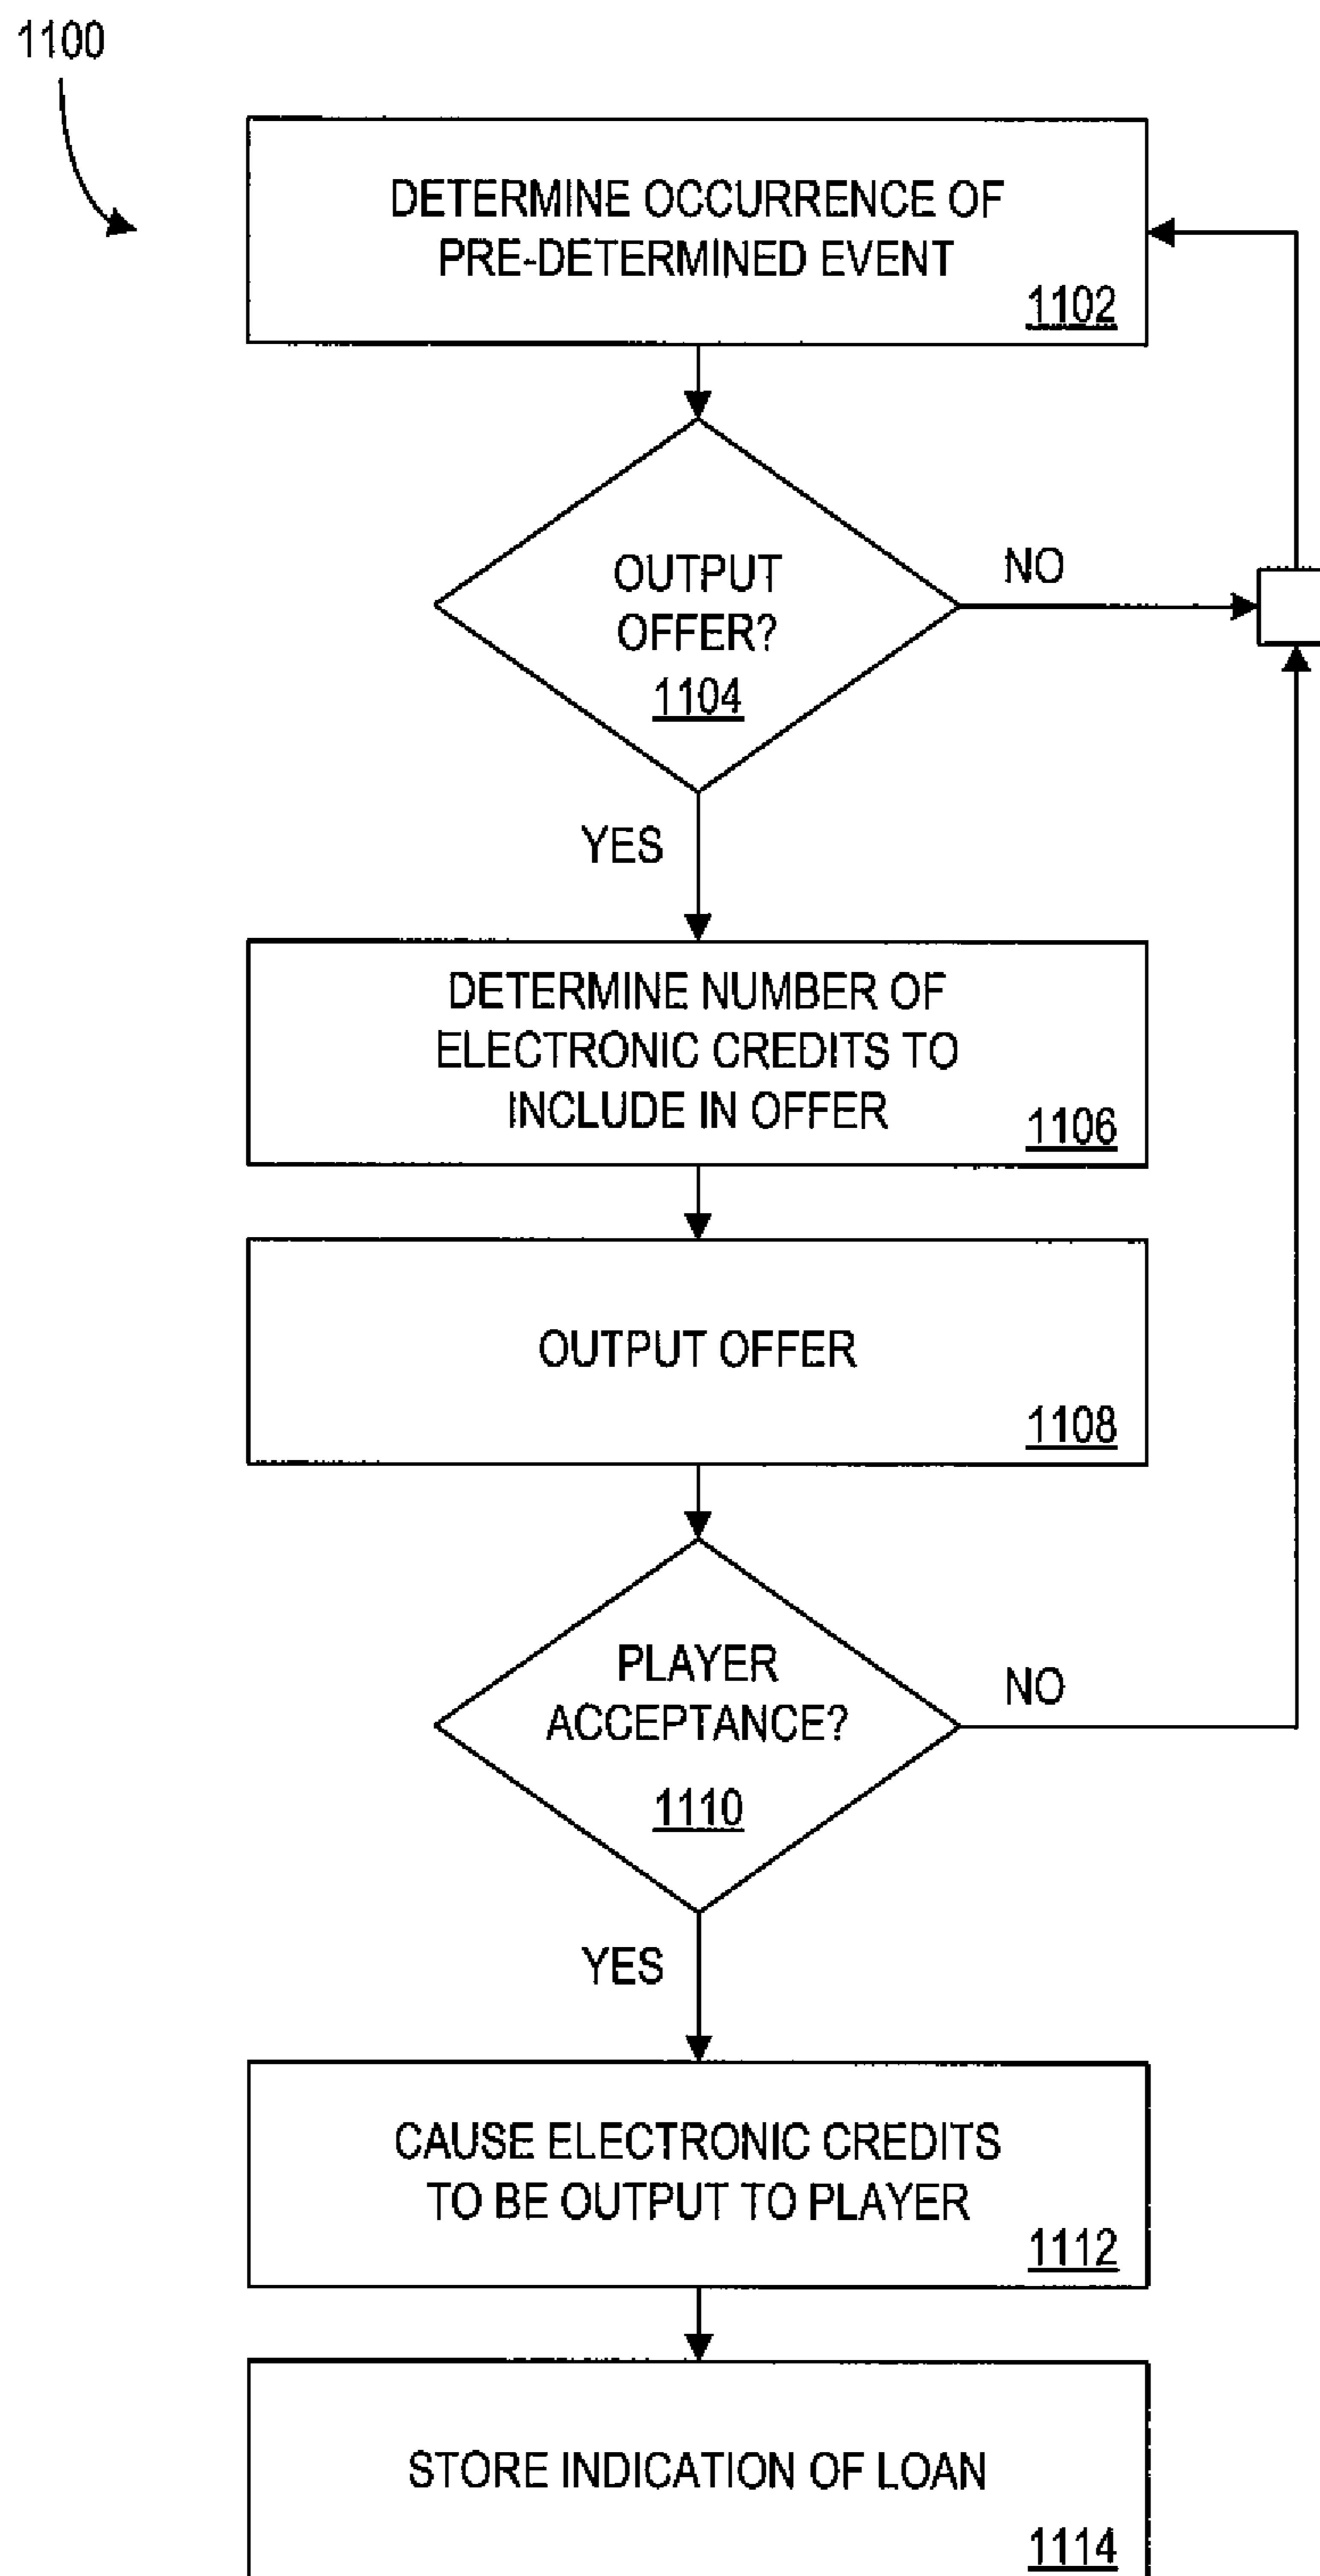 1100
DETERMINE OCCURRENCE OF
PRE-DETERMINED EVENT
1102
OUTPUT
OFFER?
1104
NO
YES
DETERMINE NUMBER OF
ELECTRONIC CREDITS TO
INCLUDE IN OFFER
1106
OUTPUT OFFER
1108
PLAYER
ACCEPTANCE?
1110
NO
YES
CAUSE ELECTRONIC CREDITS
TO BE OUTPUT TO PLAYER
1112
STORE INDICATION OF LOAN
1114